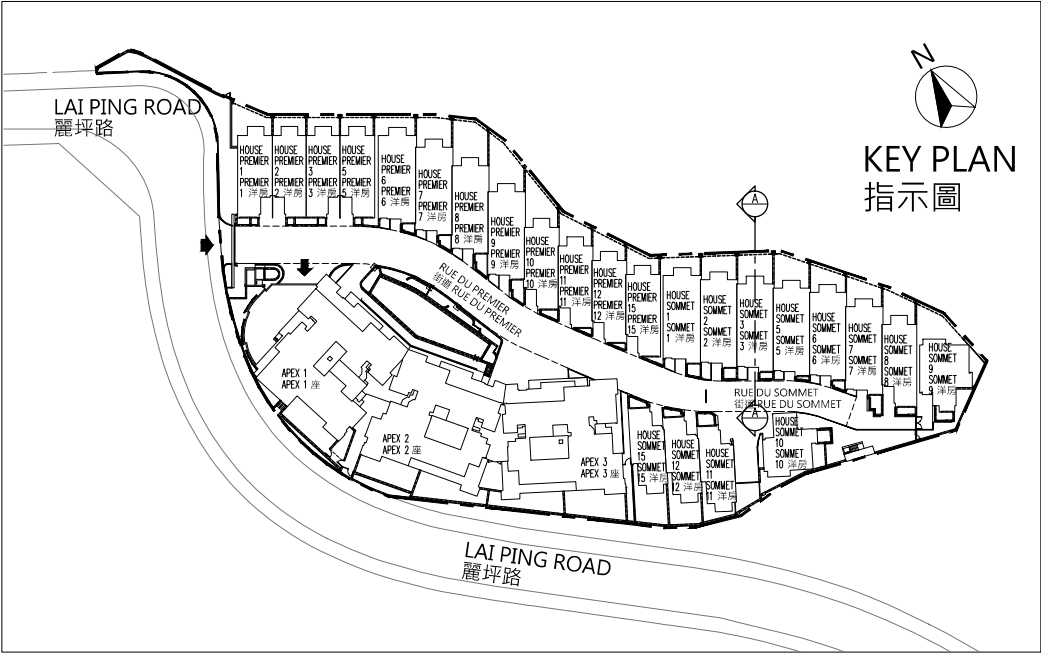 N
KEY PLAN
指示圖
LAI PING ROAD
麗坪路
HOUSE
PREMIER
1
PREMIER
1 洋房
HOUSE
PREMIER
2
PREMIER
2 洋房
HOUSE
PREMIER
3
PREMIER
3 洋房
HOUSE
PREMIER
5
PREMIER
5 洋房
HOUSE
PREMIER
6
PREMIER
6 洋房
HOUSE
PREMIER
7
PREMIER
7 洋房
HOUSE
PREMIER
8
PREMIER
8 洋房
HOUSE
PREMIER
9
PREMIER
9 洋房
HOUSE
PREMIER
10
PREMIER
10 洋房
HOUSE
PREMIER
11
PREMIER
11 洋房
HOUSE
PREMIER
12
PREMIER
12 洋房
HOUSE
PREMIER
15
PREMIER
15 洋房
HOUSE
SOMMET
1
SOMMET
1 洋房
HOUSE
SOMMET
2
SOMMET
2 洋房
A
HOUSE
SOMMET
3
SOMMET
3 洋房
HOUSE
SOMMET
5
SOMMET
5 洋房
HOUSE
SOMMET
6
SOMMET
6 洋房
HOUSE
SOMMET
7
SOMMET
7 洋房
HOUSE
SOMMET
8
SOMMET
8 洋房
HOUSE
SOMMET
9
SOMMET
9 洋房
RUE DU PREMIER
街道 RUE DU PREMIER
RUE DU SOMMET
街道 RUE DU SOMMET
A
APEX 1
APEX 1 座
APEX 2
APEX 2 座
APEX 3
APEX 3 座
HOUSE
SOMMET
15
SOMMET
15 洋房
HOUSE
SOMMET
12
SOMMET
12 洋房
HOUSE
SOMMET
11
SOMMET
11 洋房
HOUSE
SOMMET
10
SOMMET
10 洋房
LAI PING ROAD
麗坪路